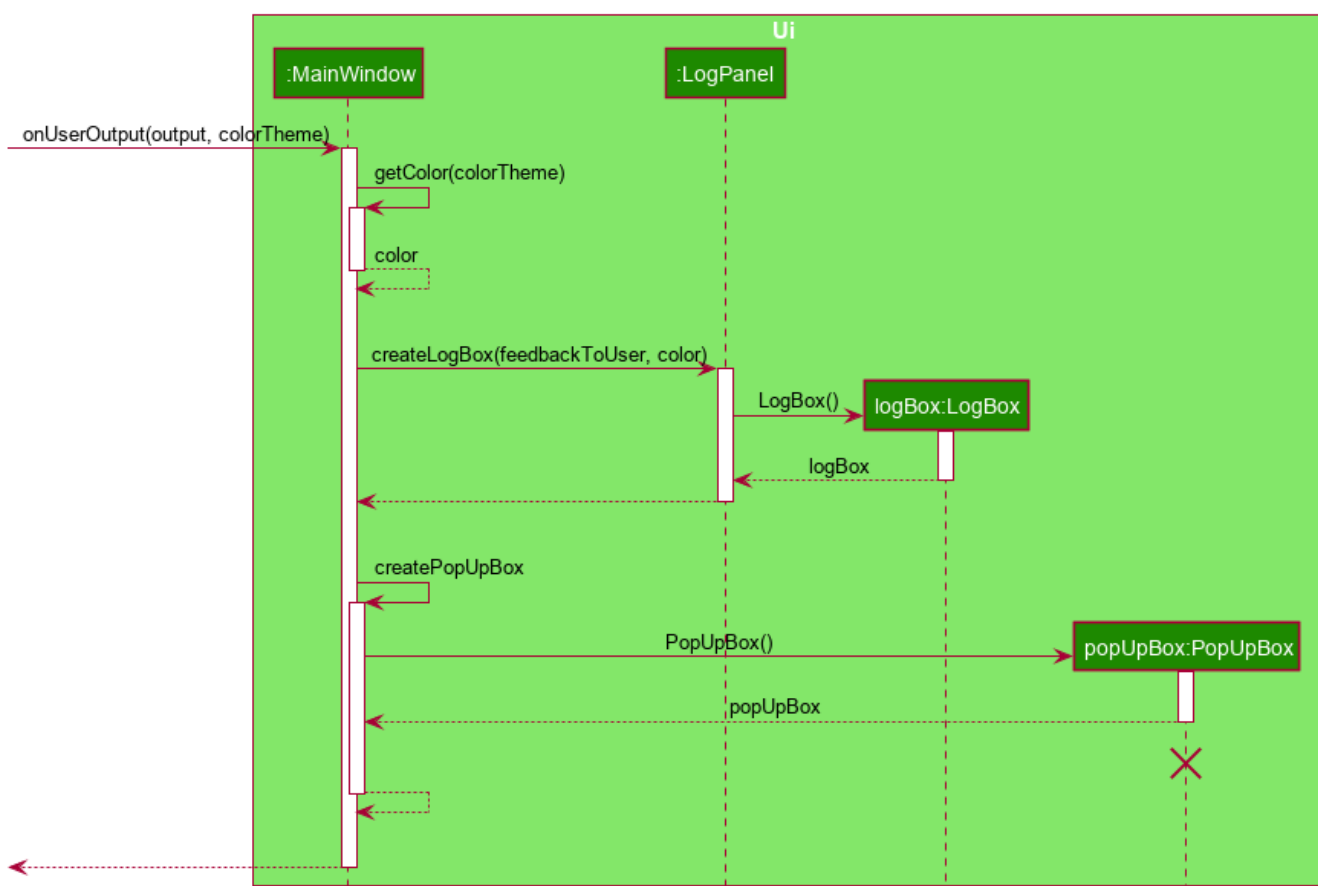 Ui
:MainWindow
:LogPanel
onUserOutput(output, colorTheme)
getColor(colorTheme)
color
createLogBox(feedbackToUser, color)
LogBox()
logBox:LogBox
logBox
createPopUpBox
PopUpBox()
popUpBox:PopUpBox
popUpBox